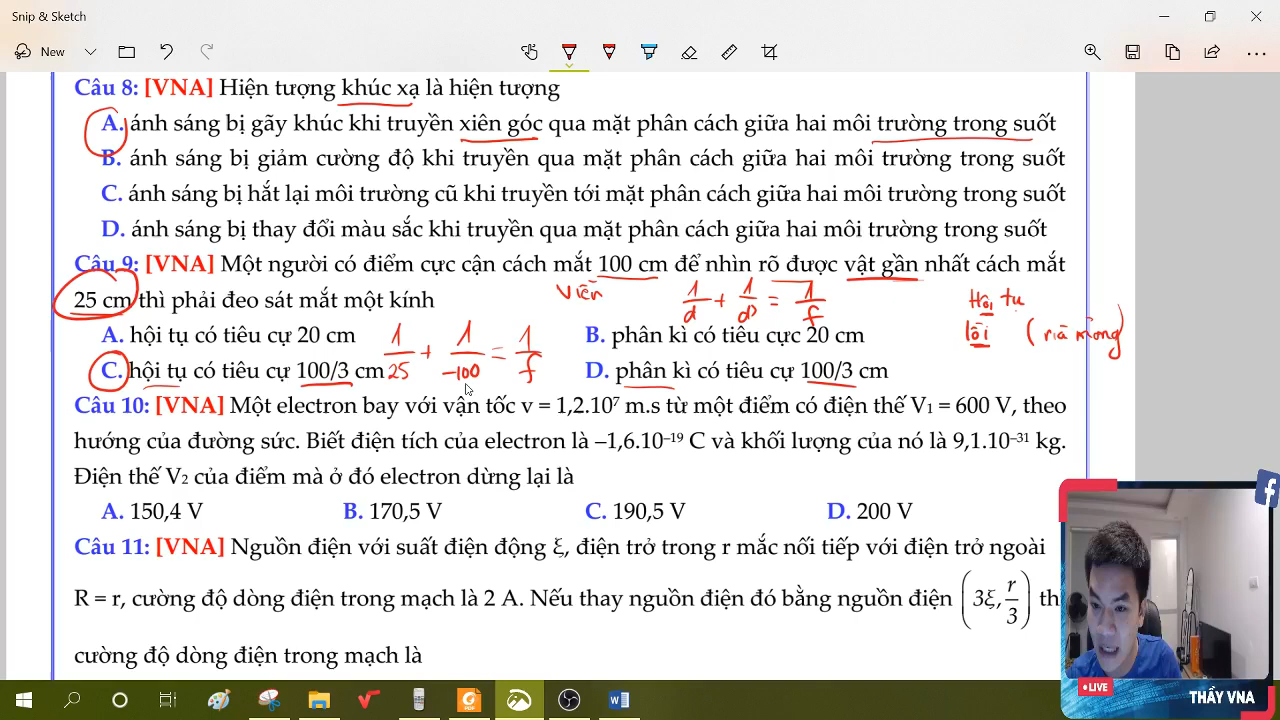 Snip & Sketch
New
Câu 8: [VNA] Hiện tượng khúc xạ là hiện tượng
A. ánh sáng bị gãy khúc khi truyền xiên góc qua mặt phân cách giữa hai môi trường trong suốt
B. ánh sáng bị giảm cường độ khi truyền qua mặt phân cách giữa hai môi trường trong suốt
C. ánh sáng bị hắt lại môi trường cũ khi truyền tới mặt phân cách giữa hai môi trường trong suốt
D. ánh sáng bị thay đổi màu sắc khi truyền qua mặt phân cách giữa hai môi trường trong suốt
Câu 9: [VNA] Một người có điểm cực cận cách mắt 100 cm để nhìn rõ được vật gần nhất cách mắt
25 cm thì phải đeo sát mắt một kính
viễn
1/d + 1/d' = 1/f
Hội tụ
lồi (rìa mỏng)
A. hội tụ có tiêu cự 20 cm B. phân kì có tiêu cực 20 cm
1/25 + 1/-100 = 1/f
C. hội tụ có tiêu cự 100/3 cm D. phân kì có tiêu cự 100/3 cm
Câu 10: [VNA] Một electron bay với vận tốc v = 1,2.10⁷ m.s từ một điểm có điện thế V₁ = 600 V, theo
hướng của đường sức. Biết điện tích của electron là –1,6.10⁻¹⁹ C và khối lượng của nó là 9,1.10⁻³¹ kg.
Điện thế V₂ của điểm mà ở đó electron dừng lại là
A. 150,4 V B. 170,5 V C. 190,5 V D. 200 V
Câu 11: [VNA] Nguồn điện với suất điện động ξ, điện trở trong r mắc nối tiếp với điện trở ngoài
R = r, cường độ dòng điện trong mạch là 2 A. Nếu thay nguồn điện đó bằng nguồn điện (3ξ, r/3) th
cường độ dòng điện trong mạch là
LIVE
THẦY VNA